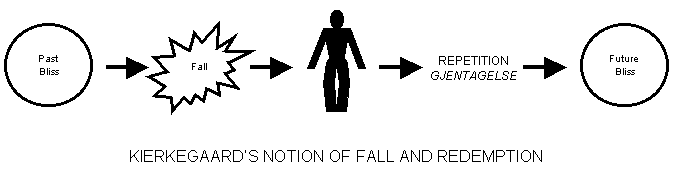 Past
Bliss
Fall
REPETITION
GJENTAGELSE
Future
Bliss
KIERKEGAARD'S NOTION OF FALL AND REDEMPTION